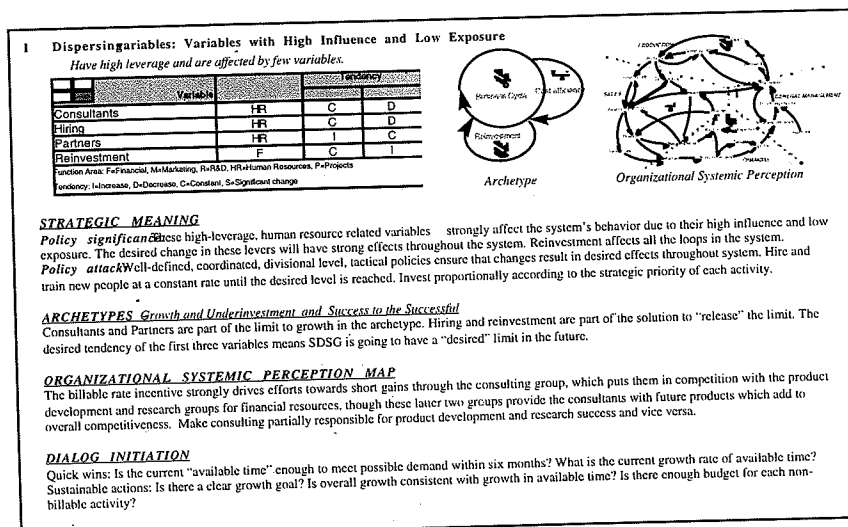 1 Dispersingariables: Variables with High Influence and Low Exposure
Have high leverage and are affected by few variables.
Variable Tendency
Consultants HR C D
Hiring HR C D
Partners HR I C
Reinvestment F C I
Function Area: F=Financial, M=Marketing, R=R&D, HR=Human Resources, P=Projects
Tendency: I=Increase, D=Decrease, C=Constant, S=Significant change
Reinvestment
SALES
GENERAL MANAGEMENT
Archetype
Organizational Systemic Perception
STRATEGIC MEANING
Policy significanThese high-leverage, human resource related variables strongly affect the system's behavior due to their high influence and low
exposure. The desired change in these levers will have strong effects throughout the system. Reinvestment affects all the loops in the system.
Policy attackWell-defined, coordinated, divisional level, tactical policies ensure that changes result in desired effects throughout system. Hire and
train new people at a constant rate until the desired level is reached. Invest proportionally according to the strategic priority of each activity.
ARCHETYPES Growth and Underinvestment and Success to the Successful
Consultants and Partners are part of the limit to growth in the archetype. Hiring and reinvestment are part of the solution to "release" the limit. The
desired tendency of the first three variables means SDSG is going to have a "desired" limit in the future.
ORGANIZATIONAL SYSTEMIC PERCEPTION MAP
The billable rate incentive strongly drives efforts towards short gains through the consulting group, which puts them in competition with the product
development and research groups for financial resources, though these latter two groups provide the consultants with future products which add to
overall competitiveness. Make consulting partially responsible for product development and research success and vice versa.
DIALOG INITIATION
Quick wins: Is the current "available time" enough to meet possible demand within six months? What is the current growth rate of available time?
Sustainable actions: Is there a clear growth goal? Is overall growth consistent with growth in available time? Is there enough budget for each non-
billable activity?